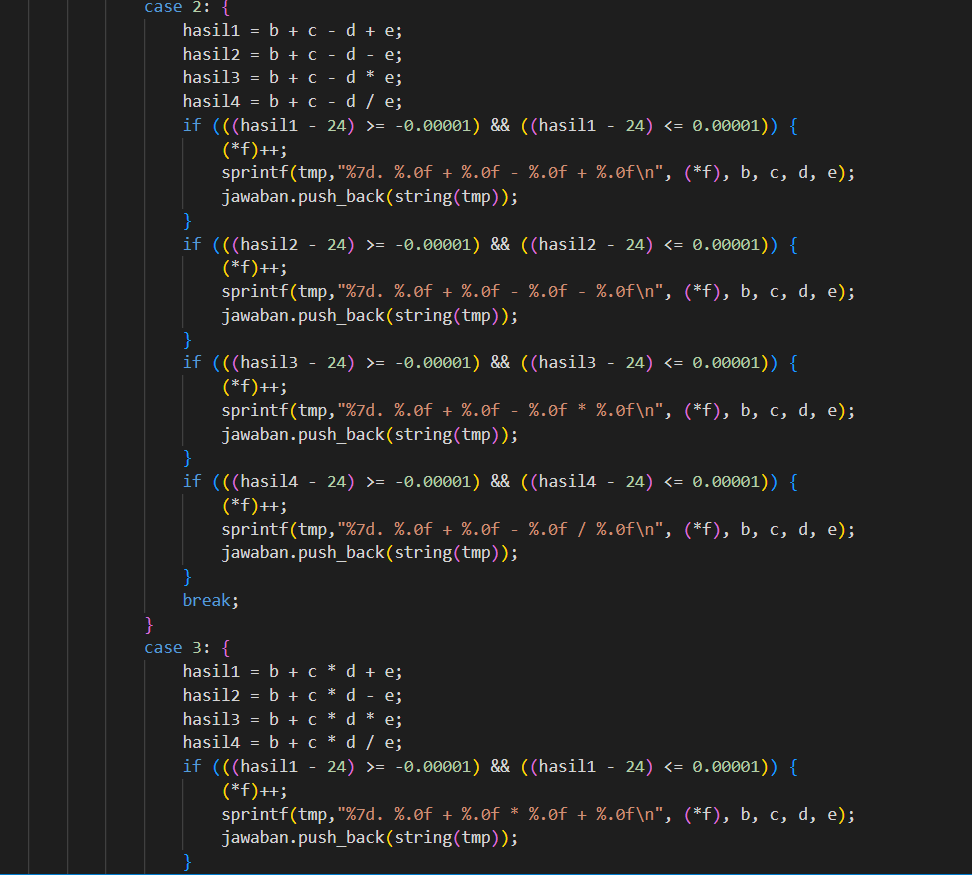 case 2: {
hasil1 = b + c - d + e;
hasil2 = b + c - d - e;
hasil3 = b + c - d * e;
hasil4 = b + c - d / e;
if (((hasil1 - 24) >= -0.00001) && ((hasil1 - 24) <= 0.00001)) {
(*f)++;
sprintf(tmp,"%7d. %.0f + %.0f - %.0f + %.0f\n", (*f), b, c, d, e);
jawaban.push_back(string(tmp));
}
if (((hasil2 - 24) >= -0.00001) && ((hasil2 - 24) <= 0.00001)) {
(*f)++;
sprintf(tmp,"%7d. %.0f + %.0f - %.0f - %.0f\n", (*f), b, c, d, e);
jawaban.push_back(string(tmp));
}
if (((hasil3 - 24) >= -0.00001) && ((hasil3 - 24) <= 0.00001)) {
(*f)++;
sprintf(tmp,"%7d. %.0f + %.0f - %.0f * %.0f\n", (*f), b, c, d, e);
jawaban.push_back(string(tmp));
}
if (((hasil4 - 24) >= -0.00001) && ((hasil4 - 24) <= 0.00001)) {
(*f)++;
sprintf(tmp,"%7d. %.0f + %.0f - %.0f / %.0f\n", (*f), b, c, d, e);
jawaban.push_back(string(tmp));
}
break;
}
case 3: {
hasil1 = b + c * d + e;
hasil2 = b + c * d - e;
hasil3 = b + c * d * e;
hasil4 = b + c * d / e;
if (((hasil1 - 24) >= -0.00001) && ((hasil1 - 24) <= 0.00001)) {
(*f)++;
sprintf(tmp,"%7d. %.0f + %.0f * %.0f + %.0f\n", (*f), b, c, d, e);
jawaban.push_back(string(tmp));
}